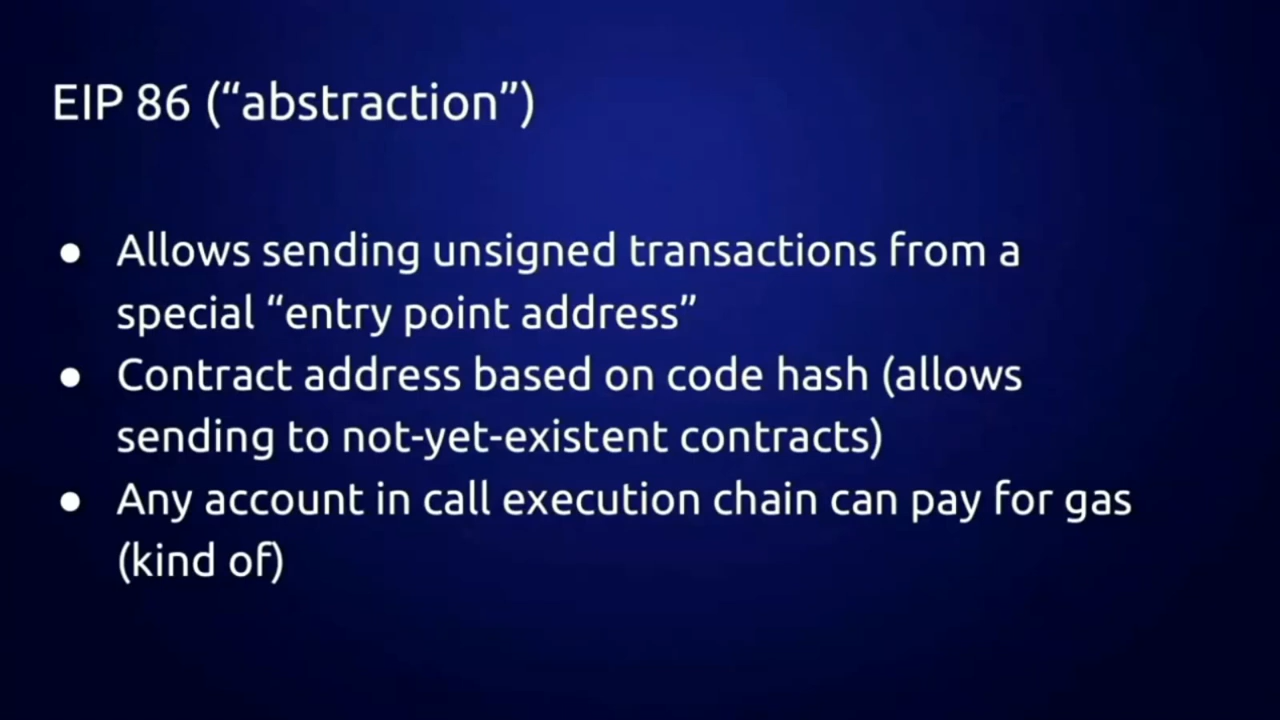 EIP 86 (“abstraction”)
● Allows sending unsigned transactions from a
special “entry point address”
● Contract address based on code hash (allows
sending to not-yet-existent contracts)
● Any account in call execution chain can pay for gas
(kind of)